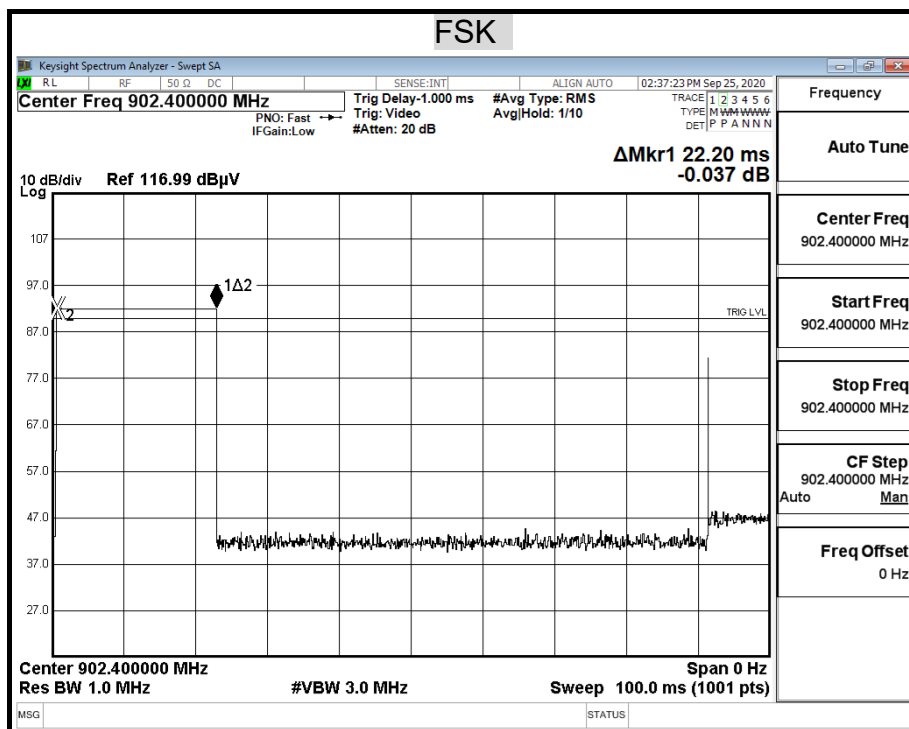 FSK
Keysight Spectrum Analyzer - Swept SA
LXI RL RF 50 Ω DC SENSE:INT ALIGN AUTO 02:37:23 PM Sep 25, 2020
Center Freq 902.400000 MHz
PNO: Fast
IFGain:Low
Trig Delay-1.000 ms
Trig: Video
#Atten: 20 dB
#Avg Type: RMS
Avg|Hold: 1/10
TRACE 1 2 3 4 5 6
TYPE M WM WWWW
DET P P A N N N
ΔMkr1 22.20 ms
-0.037 dB
10 dB/div Ref 116.99 dBµV
Log
107
97.0
87.0
77.0
67.0
57.0
47.0
37.0
27.0
1Δ2
2
TRIG LVL
Center 902.400000 MHz Span 0 Hz
Res BW 1.0 MHz #VBW 3.0 MHz Sweep 100.0 ms (1001 pts)
MSG STATUS
Frequency
Auto Tune
Center Freq
902.400000 MHz
Start Freq
902.400000 MHz
Stop Freq
902.400000 MHz
CF Step
902.400000 MHz
Auto Man
Freq Offset
0 Hz